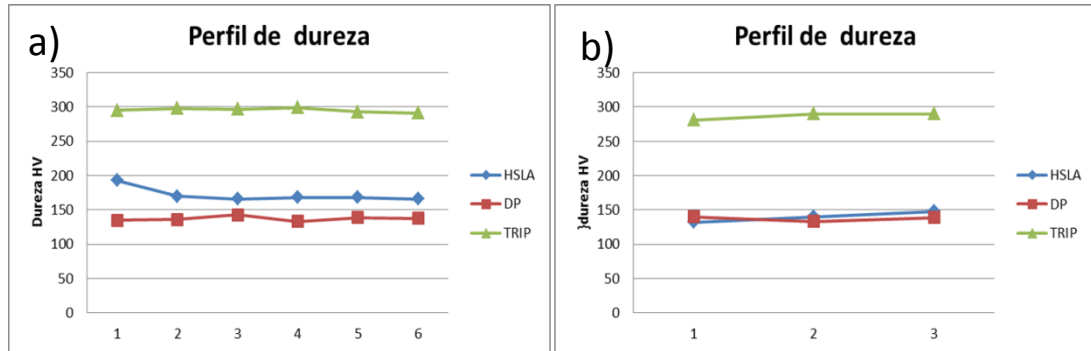 a)
Perfil de dureza
Dureza HV
350
300
250
200
150
100
50
0
1 2 3 4 5 6
HSLA
DP
TRIP
b)
Perfil de dureza
}dureza HV
350
300
250
200
150
100
50
0
1 2 3
HSLA
DP
TRIP